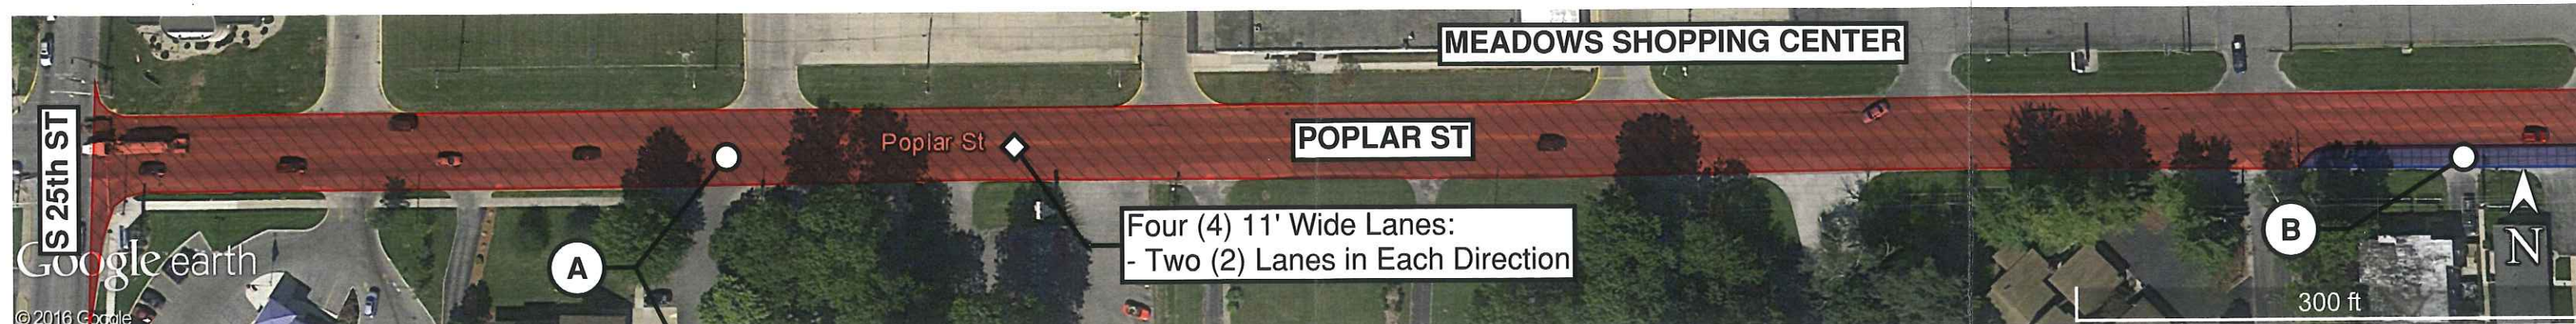 MEADOWS SHOPPING CENTER
S 25th ST
Poplar St
POPLAR ST
Four (4) 11' Wide Lanes:
- Two (2) Lanes in Each Direction
A
B
N
Google earth
© 2016 Google
300 ft